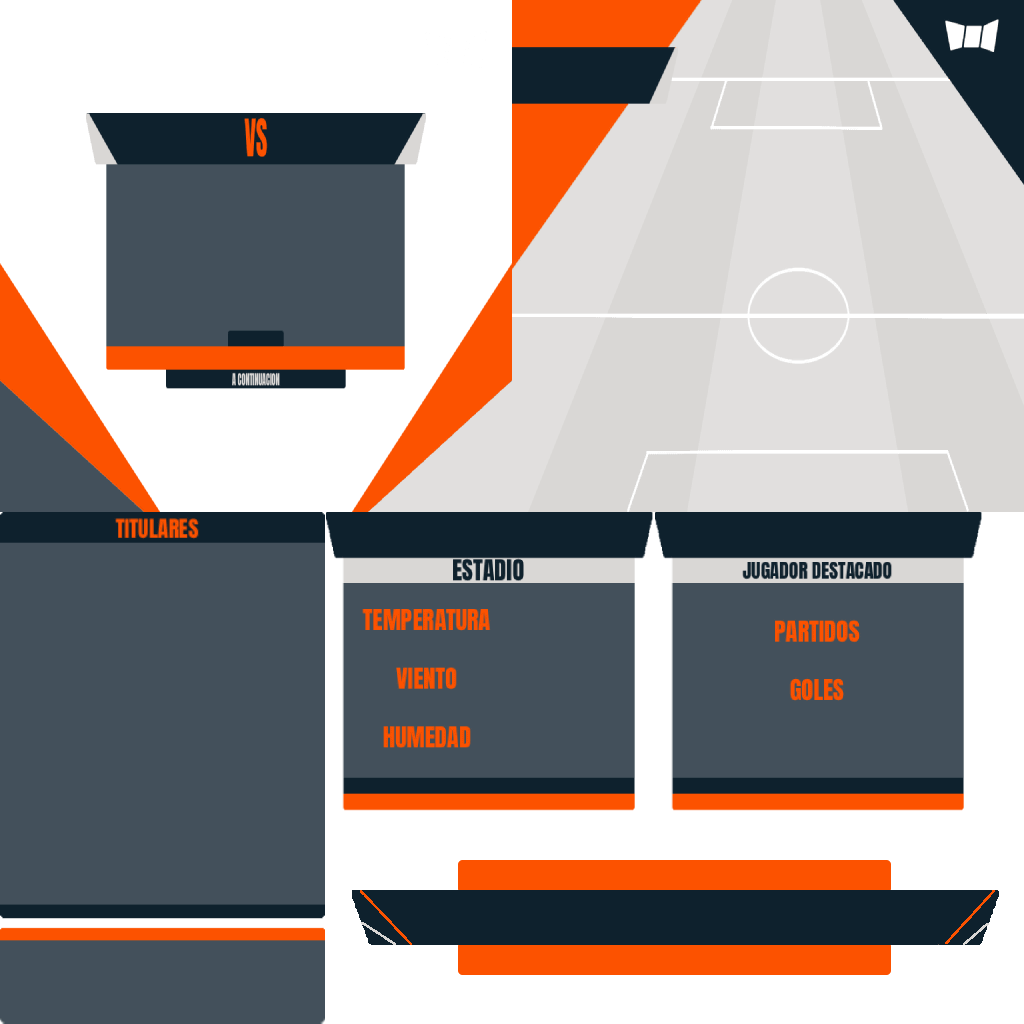 VS
A CONTINUACION
TITULARES
ESTADIO
TEMPERATURA
VIENTO
HUMEDAD
JUGADOR DESTACADO
PARTIDOS
GOLES